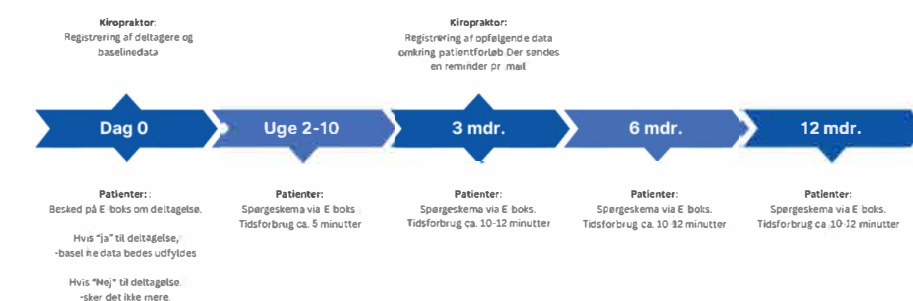 Kiropraktor:
Registrering af deltagere og
baselinedata
Kiropraktor:
Registrering af opfølgende data
omkring patientforløb. Der sendes
en reminder pr. mail
Dag 0
Uge 2-10
3 mdr.
6 mdr.
12 mdr.
Patienter:
Besked på E-boks om deltagelse.
Hvis "ja" til deltagelse,
-baseline data bedes udfyldes
Hvis "Nej" til deltagelse.
-sker det ikke mere.
Patienter:
Spørgeskema via E boks.
Tidsforbrug ca. 5 minutter
Patienter:
Spørgeskema via E boks.
Tidsforbrug ca. 10-12 minutter
Patienter:
Spørgeskema via E boks.
Tidsforbrug ca. 10-12 minutter
Patienter:
Spørgeskema via E boks.
Tidsforbrug ca 10-12 minutter